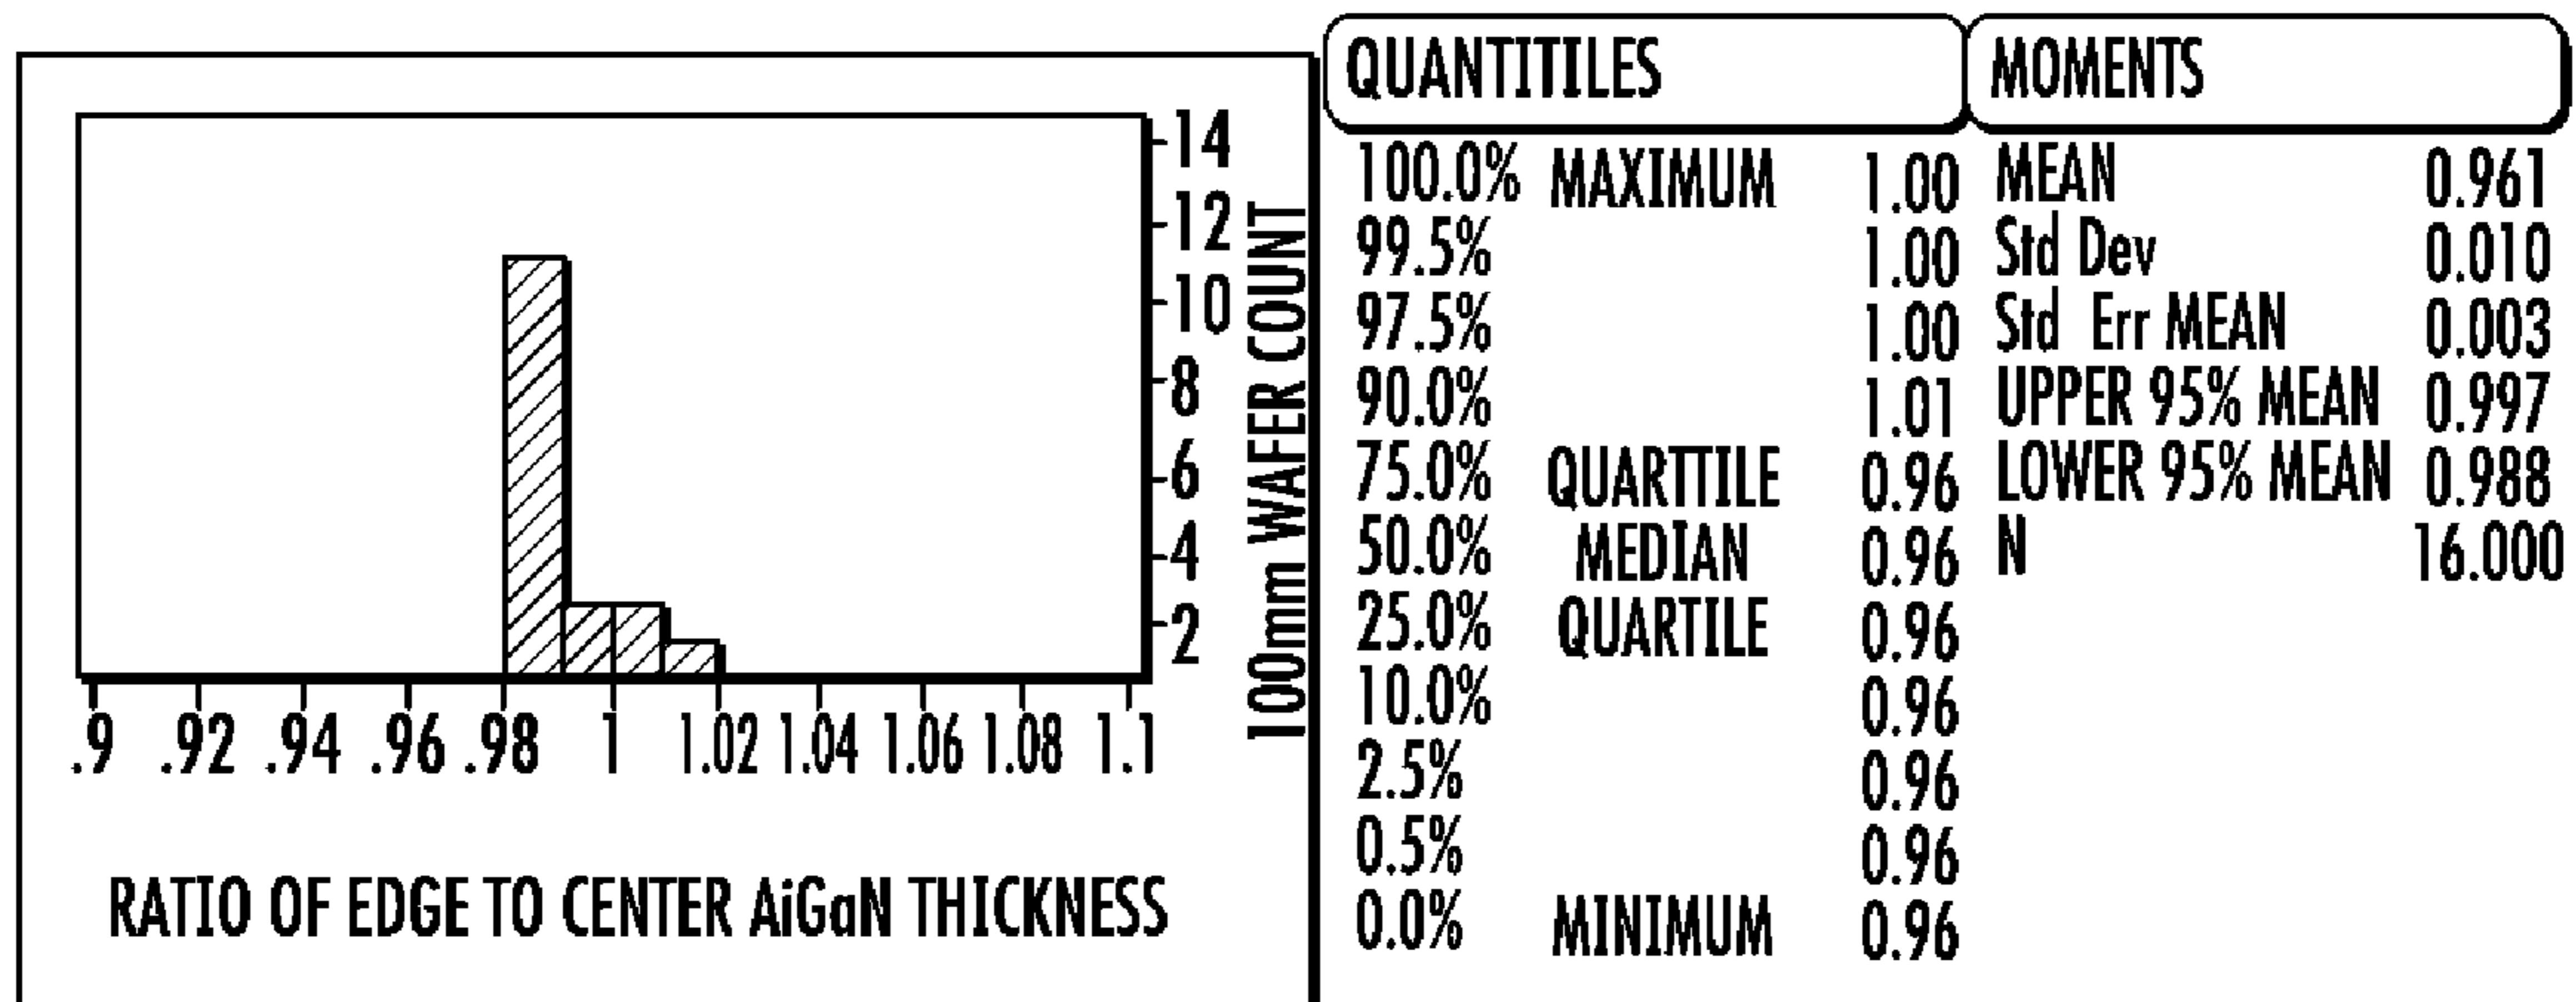 14
12
10
8
6
4
2
100mm WAFER COUNT
.9 .92 .94 .96 .98 1 1.02 1.04 1.06 1.08 1.1
RATIO OF EDGE TO CENTER AiGaN THICKNESS
QUANTITILES
100.0% MAXIMUM 1.00
99.5% 1.00
97.5% 1.00
90.0% 1.01
75.0% QUARTTILE 0.96
50.0% MEDIAN 0.96
25.0% QUARTILE 0.96
10.0% 0.96
2.5% 0.96
0.5% 0.96
0.0% MINIMUM 0.96
MOMENTS
MEAN 0.961
Std Dev 0.010
Std Err MEAN 0.003
UPPER 95% MEAN 0.997
LOWER 95% MEAN 0.988
N 16.000